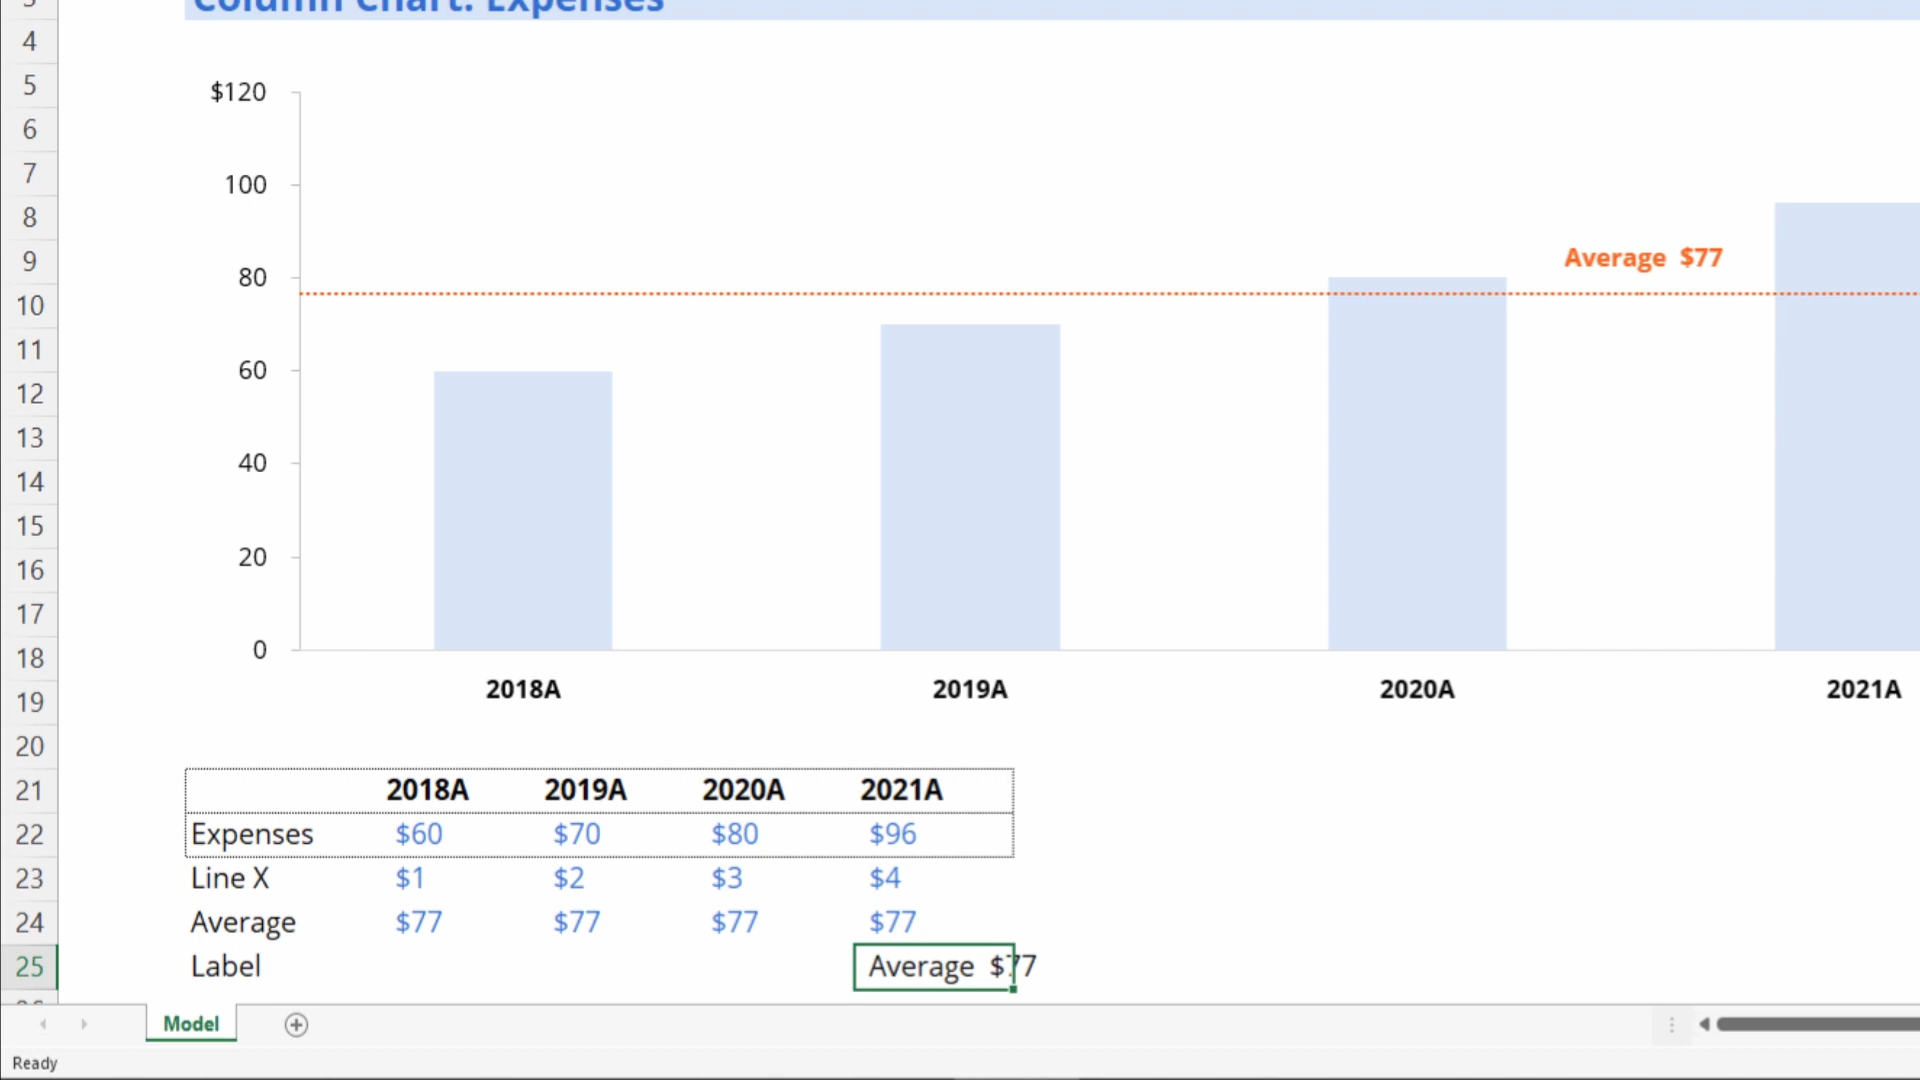 Column Chart: Expenses
4
5
6
7
8
9
10
11
12
13
14
15
16
17
18
19
20
21
22
23
24
25
$120
100
80
60
40
20
0
Average $77
2018A 2019A 2020A 2021A
2018A 2019A 2020A 2021A
Expenses $60 $70 $80 $96
Line X $1 $2 $3 $4
Average $77 $77 $77 $77
Label Average $77
Model
Ready